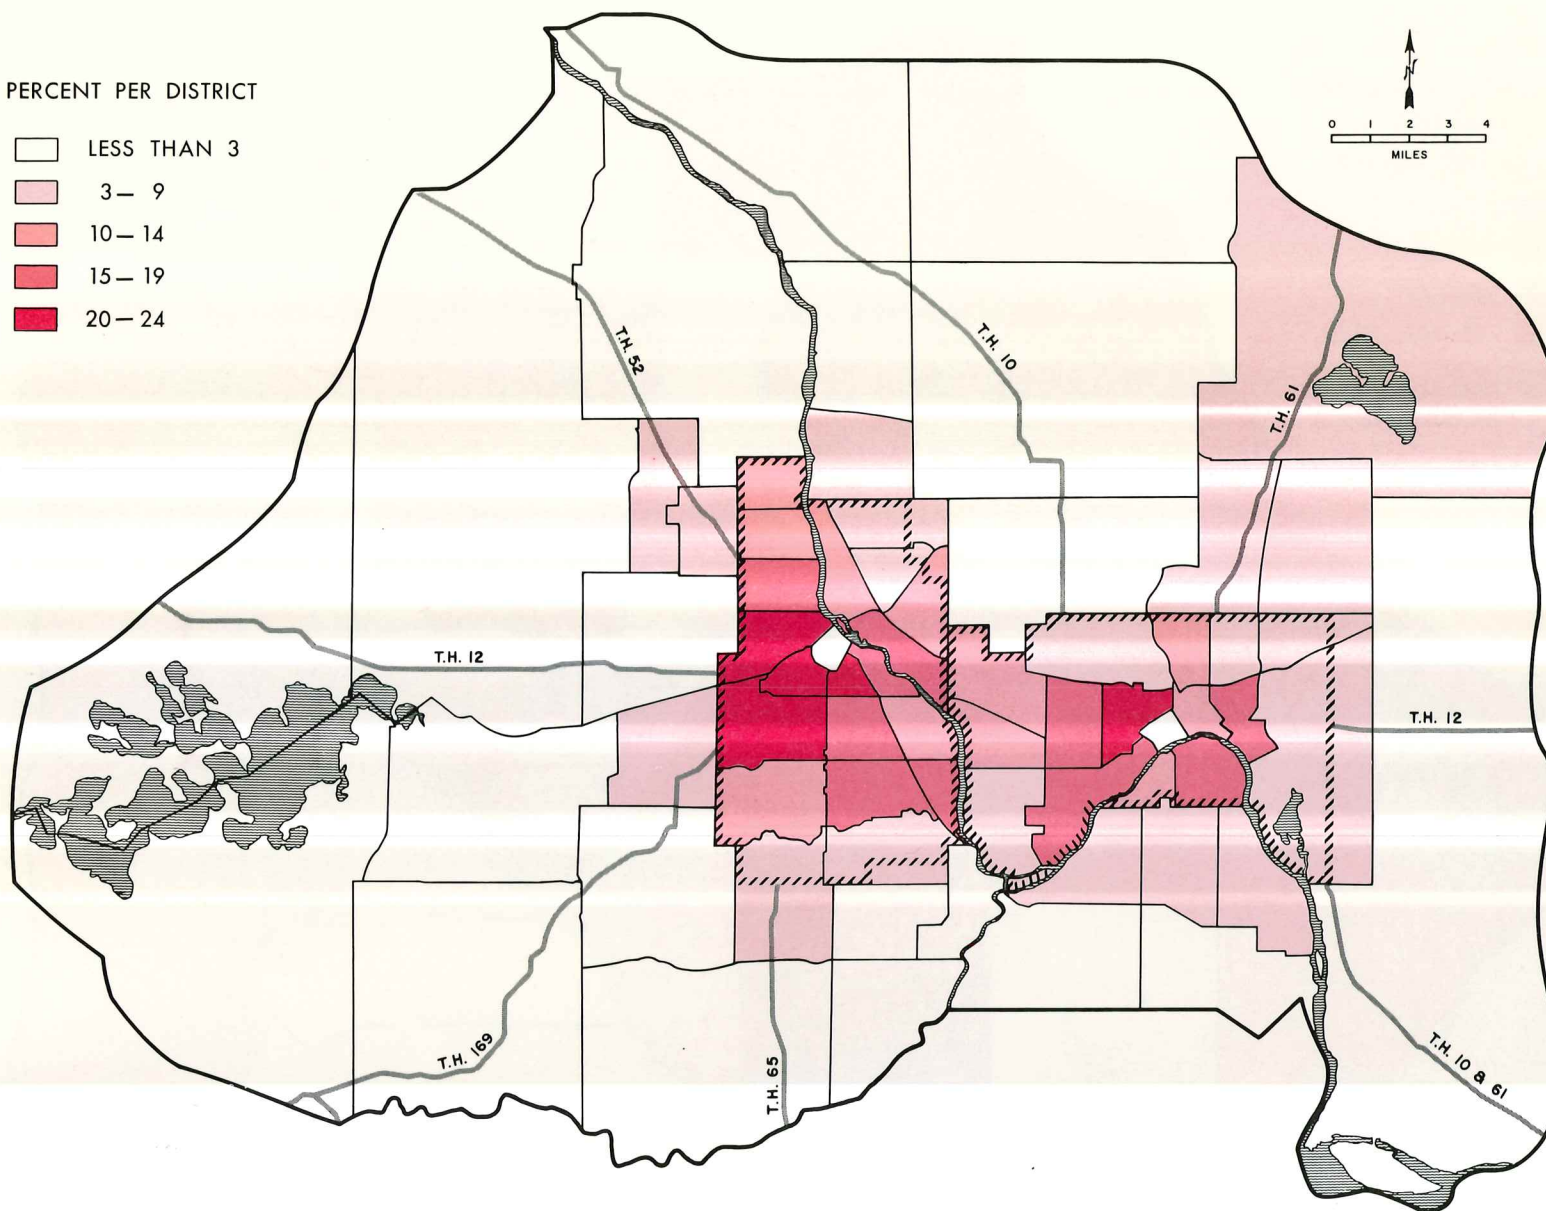 PERCENT PER DISTRICT
LESS THAN 3
3 — 9
10 — 14
15 — 19
20 — 24
N
0 1 2 3 4
MILES
T.H. 52
T.H. 10
T.H. 61
T.H. 12
T.H. 12
T.H. 169
T.H. 65
T.H. 10 & 61